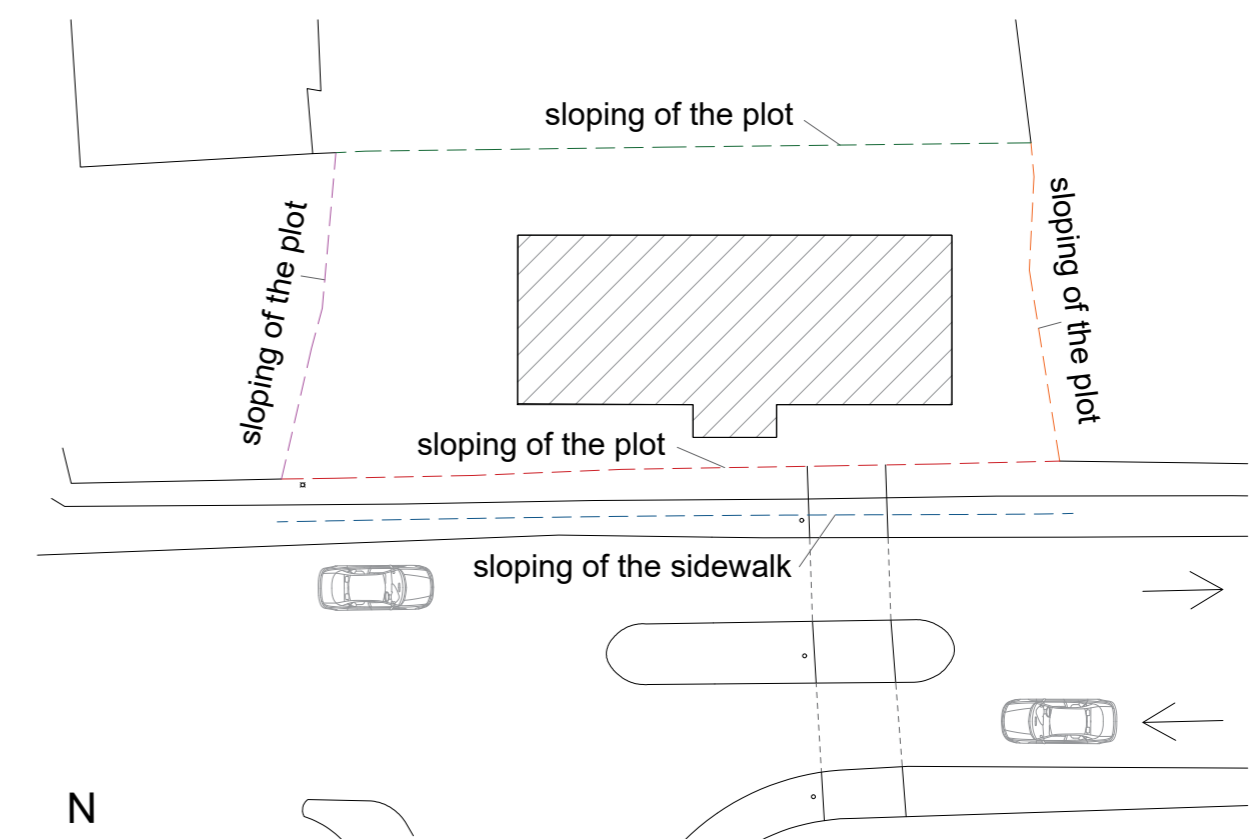 sloping of the plot
sloping of the plot
sloping of the plot
sloping of the plot
sloping of the sidewalk
N